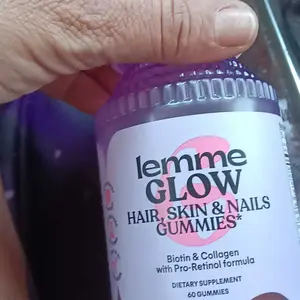 lemme
GLOW
HAIR, SKIN & NAILS
GUMMIES*
Biotin & Collagen
with Pro-Retinol formula
DIETARY SUPPLEMENT
60 GUMMIES